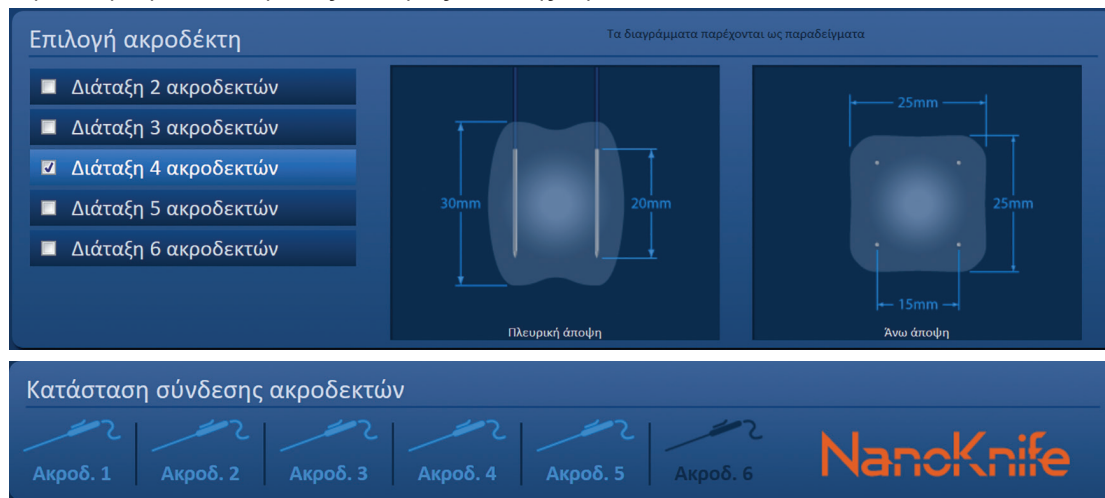 Επιλογή ακροδέκτη
Τα διαγράμματα παρέχονται ως παραδείγματα
Διάταξη 2 ακροδεκτών
Διάταξη 3 ακροδεκτών
Διάταξη 4 ακροδεκτών
Διάταξη 5 ακροδεκτών
Διάταξη 6 ακροδεκτών
30mm
20mm
Πλευρική άποψη
25mm
25mm
15mm
Άνω άποψη
Κατάσταση σύνδεσης ακροδεκτών
Ακροδ. 1
Ακροδ. 2
Ακροδ. 3
Ακροδ. 4
Ακροδ. 5
Ακροδ. 6
NanoKnife